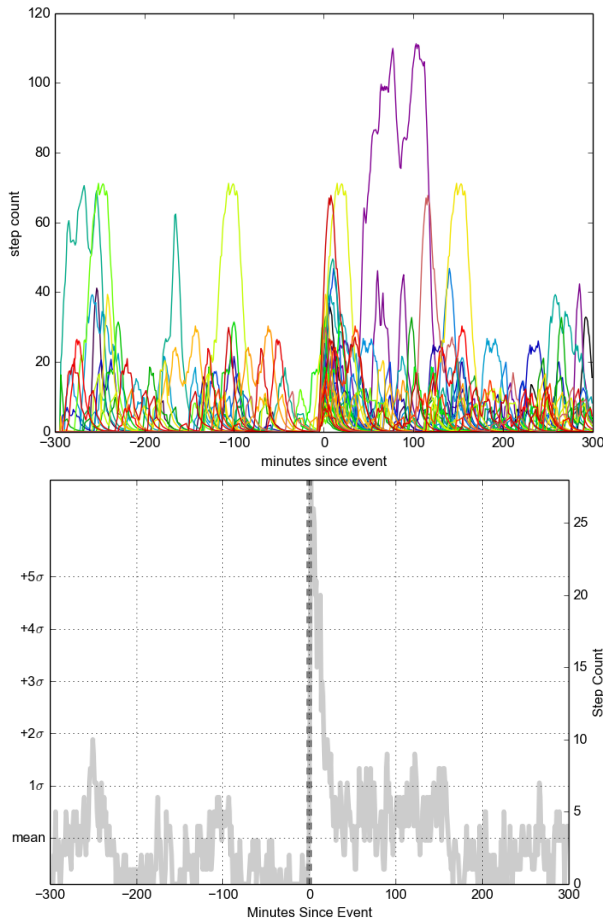 120
100
80
60
40
20
0
step count
−300 −200 −100 0 100 200 300
minutes since event
+5σ
+4σ
+3σ
+2σ
1σ
mean
25
20
15
10
5
0
Step Count
−300 −200 −100 0 100 200 300
Minutes Since Event